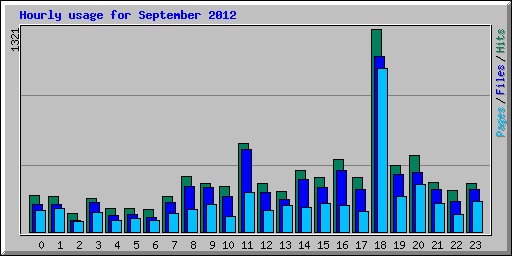 Hourly usage for September 2012
1321
Pages / Files / Hits
0 1 2 3 4 5 6 7 8 9 10 11 12 13 14 15 16 17 18 19 20 21 22 23